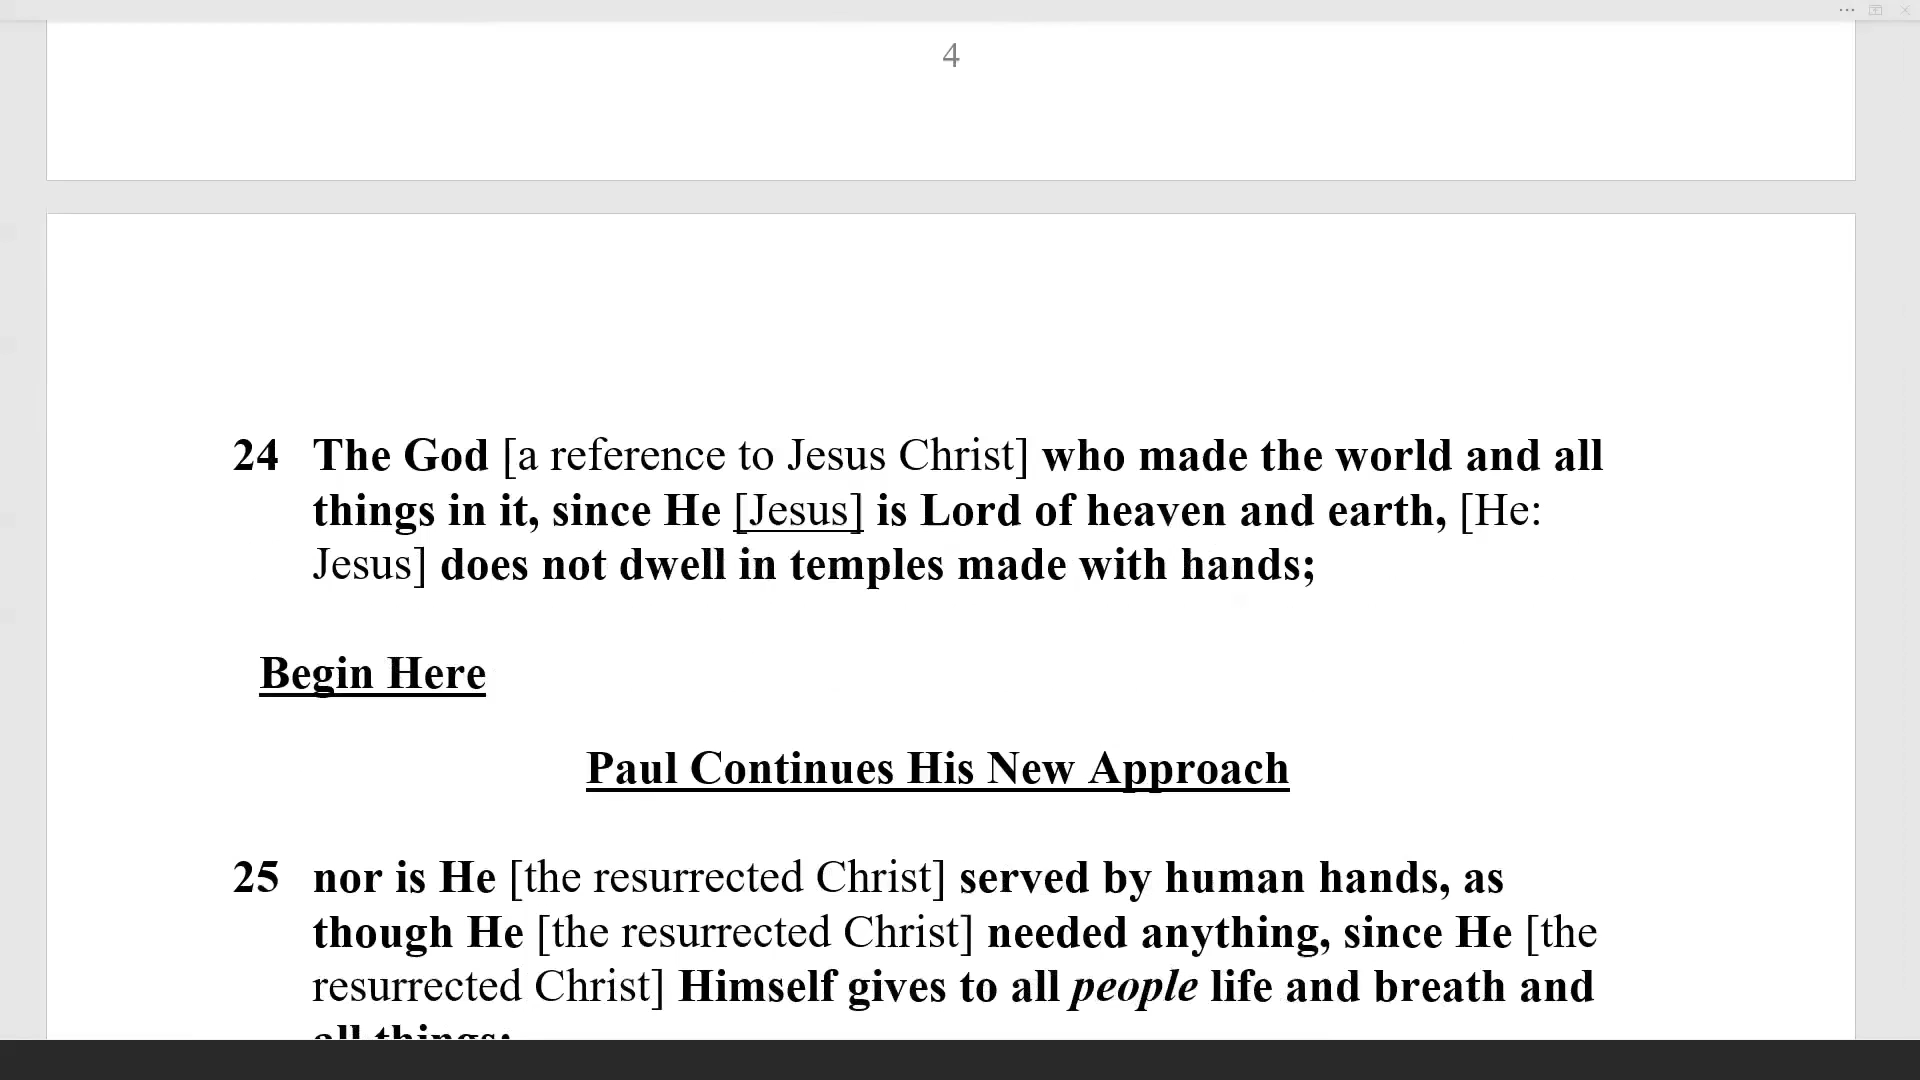 4
24 The God [a reference to Jesus Christ] who made the world and all
things in it, since He [Jesus] is Lord of heaven and earth, [He:
Jesus] does not dwell in temples made with hands;
Begin Here
Paul Continues His New Approach
25 nor is He [the resurrected Christ] served by human hands, as
though He [the resurrected Christ] needed anything, since He [the
resurrected Christ] Himself gives to all people life and breath and
all things;